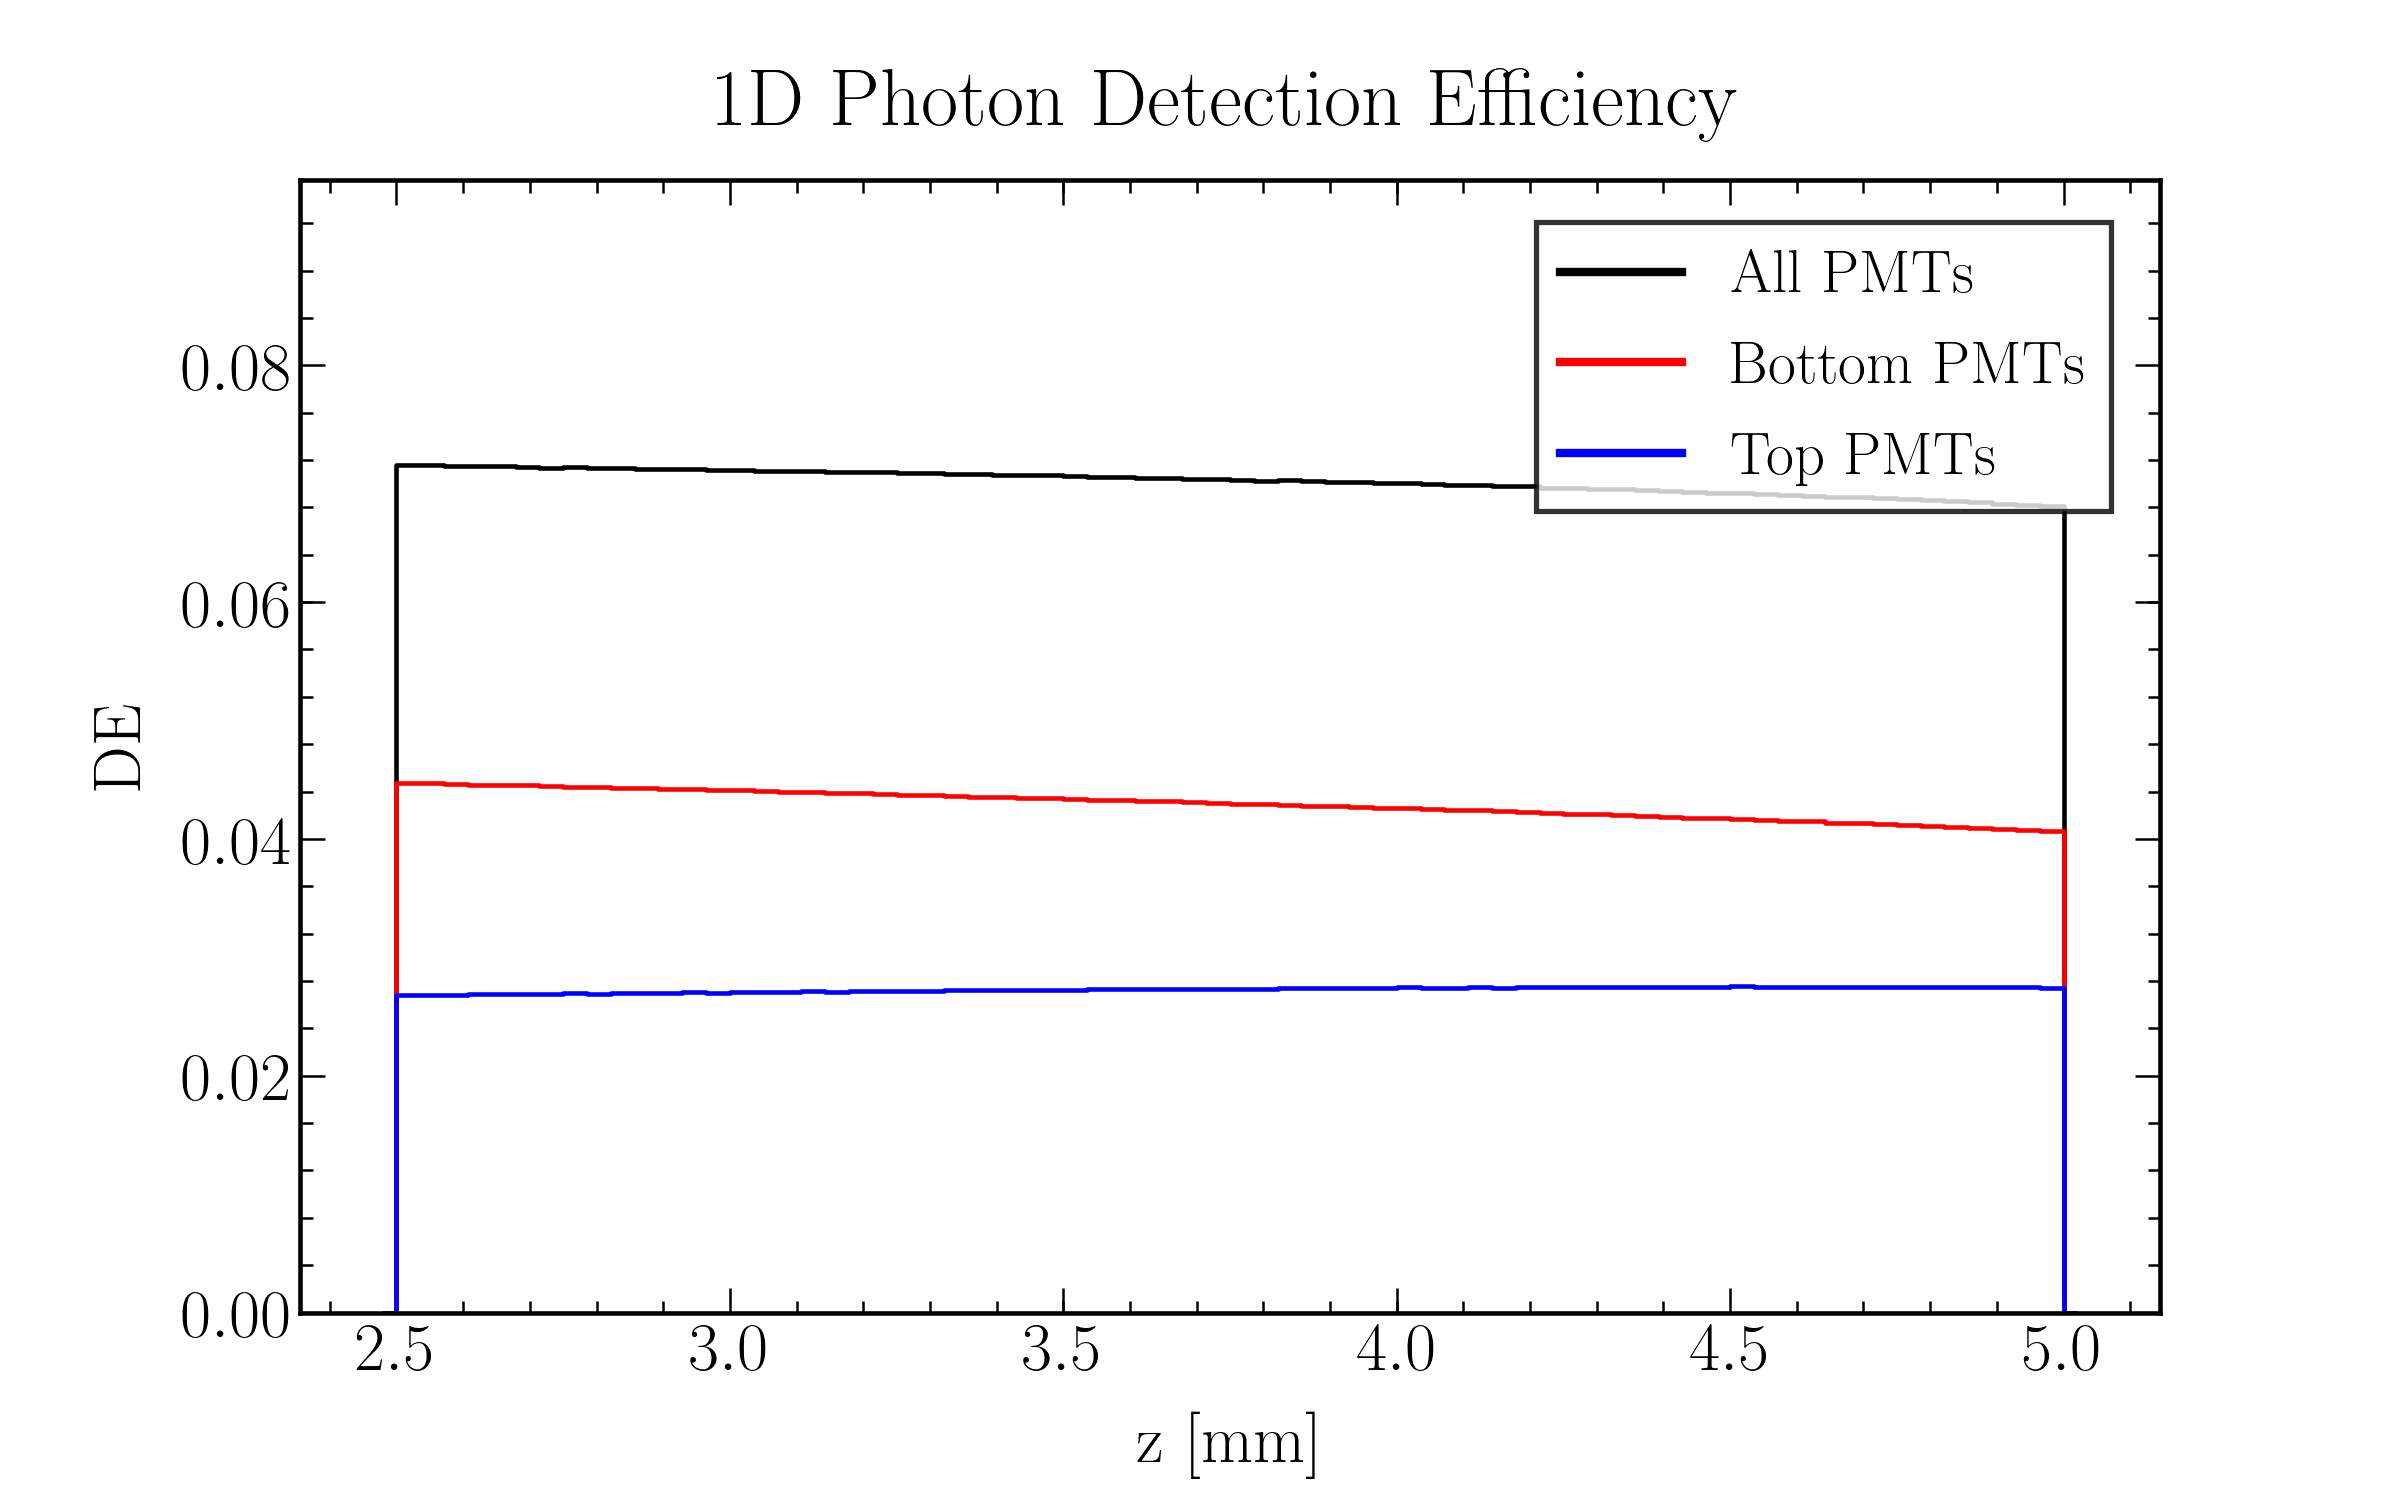 1D Photon Detection Efficiency
All PMTs
Bottom PMTs
Top PMTs
DE
0.08
0.06
0.04
0.02
0.00
2.5 3.0 3.5 4.0 4.5 5.0
z [mm]